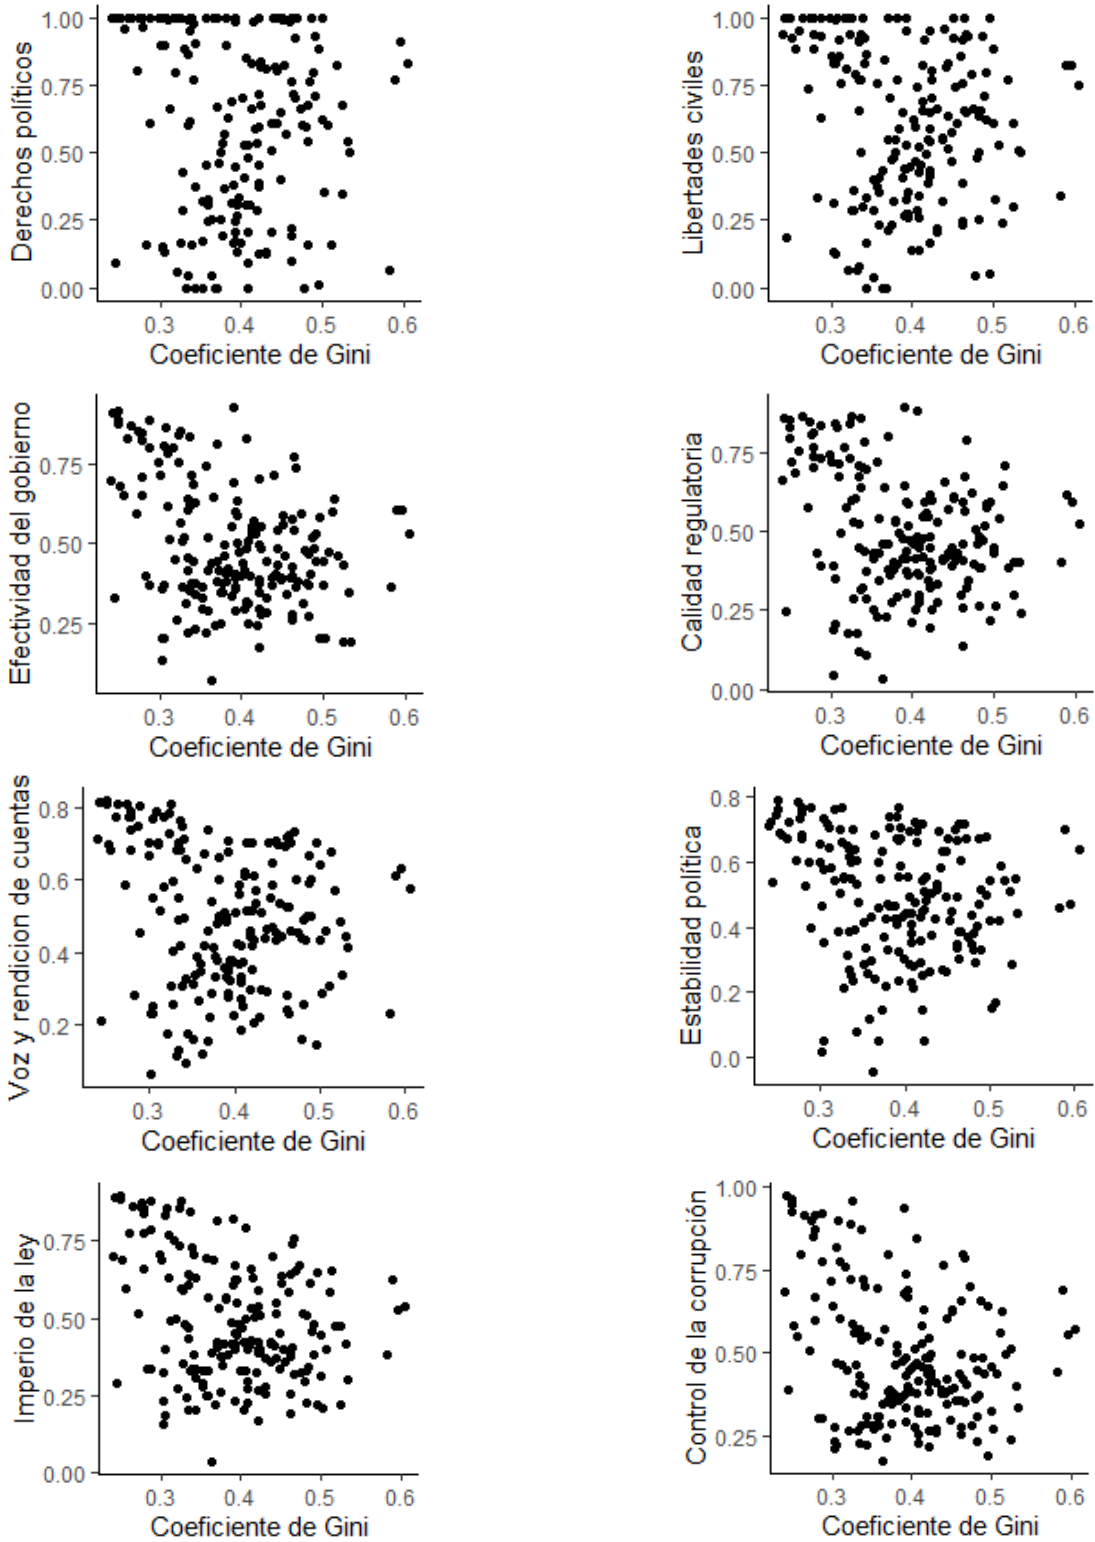 Derechos políticos
1.00
0.75
0.50
0.25
0.00
0.3 0.4 0.5 0.6
Coeficiente de Gini
Libertades civiles
1.00
0.75
0.50
0.25
0.00
0.3 0.4 0.5 0.6
Coeficiente de Gini
Efectividad del gobierno
0.75
0.50
0.25
0.3 0.4 0.5 0.6
Coeficiente de Gini
Calidad regulatoria
0.75
0.50
0.25
0.00
0.3 0.4 0.5 0.6
Coeficiente de Gini
Voz y rendicion de cuentas
0.8
0.6
0.4
0.2
0.3 0.4 0.5 0.6
Coeficiente de Gini
Estabilidad política
0.8
0.6
0.4
0.2
0.0
0.3 0.4 0.5 0.6
Coeficiente de Gini
Imperio de la ley
0.75
0.50
0.25
0.00
0.3 0.4 0.5 0.6
Coeficiente de Gini
Control de la corrupción
1.00
0.75
0.50
0.25
0.3 0.4 0.5 0.6
Coeficiente de Gini